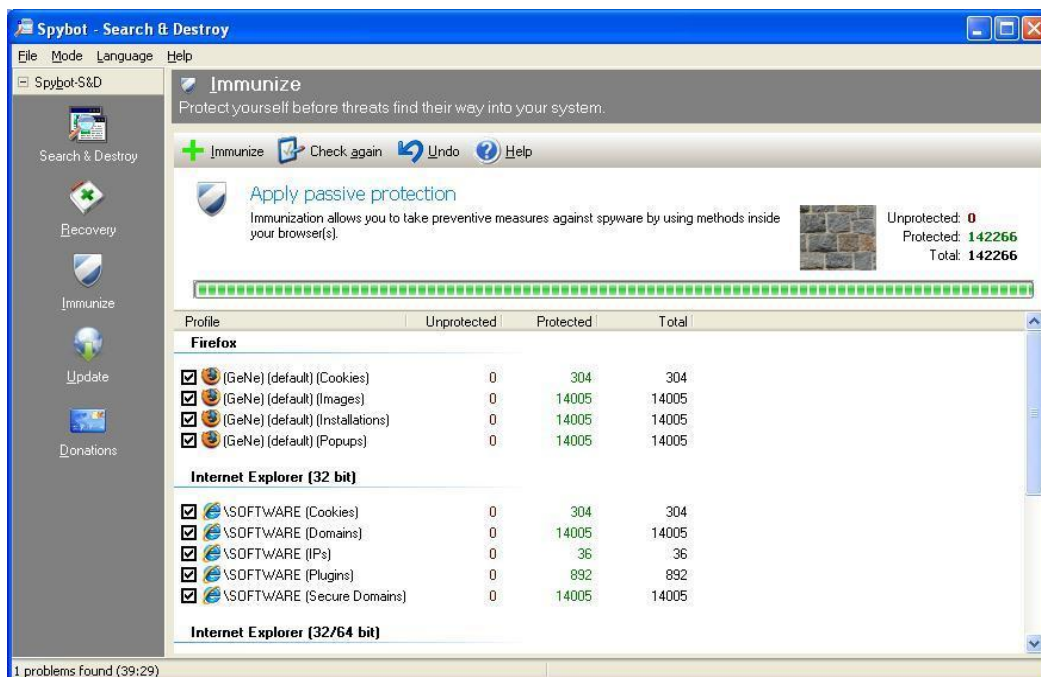 Spybot - Search & Destroy
File Mode Language Help
Spybot-S&D
Search & Destroy
Recovery
Immunize
Update
Donations
Immunize
Protect yourself before threats find their way into your system.
Immunize Check again Undo Help
Apply passive protection
Immunization allows you to take preventive measures against spyware by using methods inside
your browser(s).
Unprotected: 0
Protected: 142266
Total: 142266
Profile Unprotected Protected Total
Firefox
(GeNe) (default) (Cookies) 0 304 304
(GeNe) (default) (Images) 0 14005 14005
(GeNe) (default) (Installations) 0 14005 14005
(GeNe) (default) (Popups) 0 14005 14005
Internet Explorer (32 bit)
\SOFTWARE (Cookies) 0 304 304
\SOFTWARE (Domains) 0 14005 14005
\SOFTWARE (IPs) 0 36 36
\SOFTWARE (Plugins) 0 892 892
\SOFTWARE (Secure Domains) 0 14005 14005
Internet Explorer (32/64 bit)
1 problems found (39:29)